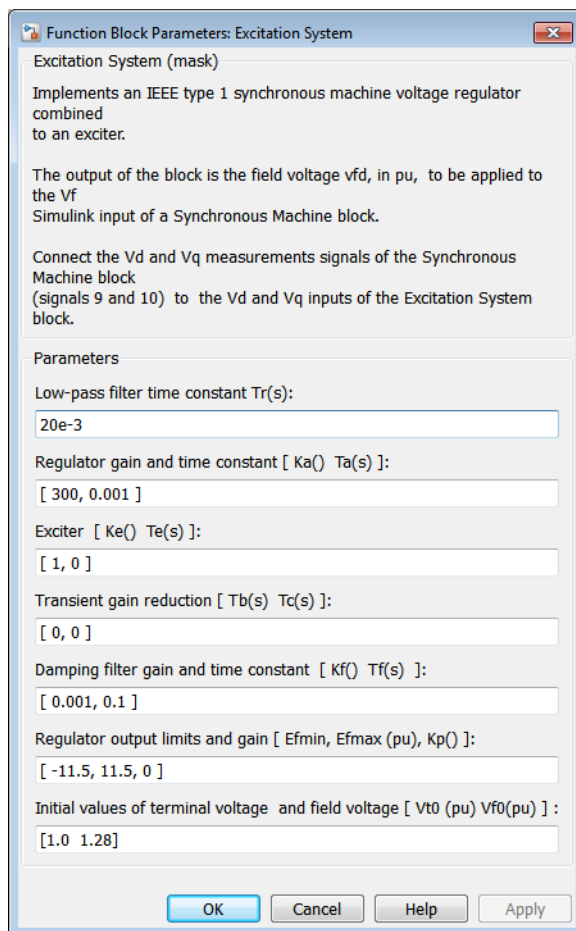 Function Block Parameters: Excitation System
Excitation System (mask)
Implements an IEEE type 1 synchronous machine voltage regulator
combined
to an exciter.
The output of the block is the field voltage vfd, in pu,  to be applied to
the Vf
Simulink input of a Synchronous Machine block.
Connect the Vd and Vq measurements signals of the Synchronous
Machine block
(signals 9 and 10)  to  the Vd and Vq inputs of the Excitation System
block.
Parameters
Low-pass filter time constant Tr(s):
20e-3
Regulator gain and time constant [ Ka()  Ta(s) ]:
[ 300, 0.001 ]
Exciter  [ Ke()  Te(s) ]:
[ 1, 0 ]
Transient gain reduction [ Tb(s)  Tc(s) ]:
[ 0, 0 ]
Damping filter gain and time constant  [ Kf()  Tf(s)  ]:
[ 0.001, 0.1 ]
Regulator output limits and gain [ Efmin, Efmax (pu), Kp() ]:
[ -11.5, 11.5, 0 ]
Initial values of terminal voltage  and field voltage [ Vt0 (pu) Vf0(pu) ] :
[1.0  1.28]
OK Cancel Help Apply